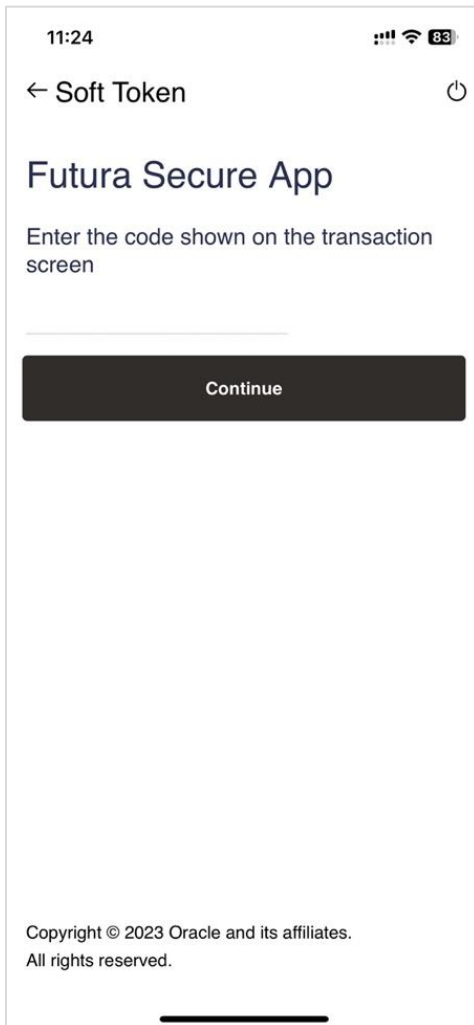 11:24
83
← Soft Token
Futura Secure App
Enter the code shown on the transaction
screen
Continue
Copyright © 2023 Oracle and its affiliates.
All rights reserved.